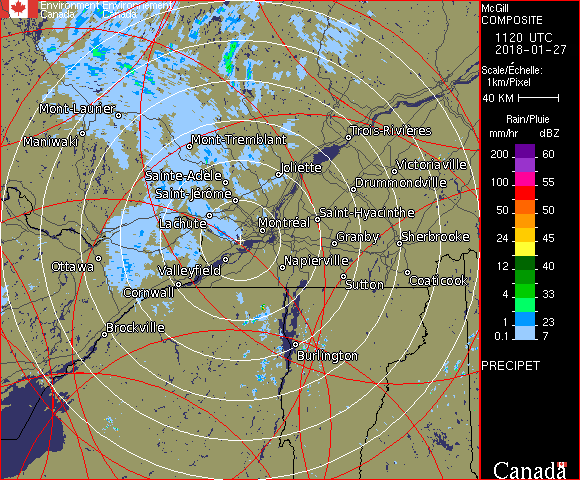 Environment Environnement
Canada Canada
Mont-Laurier
Maniwaki
Mont-Tremblant
Trois-Rivières
Sainte-Adèle
Joliette
Victoriaville
Saint-Jérôme
Drummondville
Lachute
Montréal
Saint-Hyacinthe
Granby
Sherbrooke
Ottawa
Valleyfield
Napierville
Cornwall
Sutton
Coaticook
Brockville
Burlington
McGill
COMPOSITE
1120 UTC
2018-01-27
Scale/Échelle:
1km/Pixel
40 KM
Rain/Pluie
mm/hr dBZ
200 60
100 55
50 50
24 45
12 40
4 33
1 23
0.1 7
PRECIPET
Canada